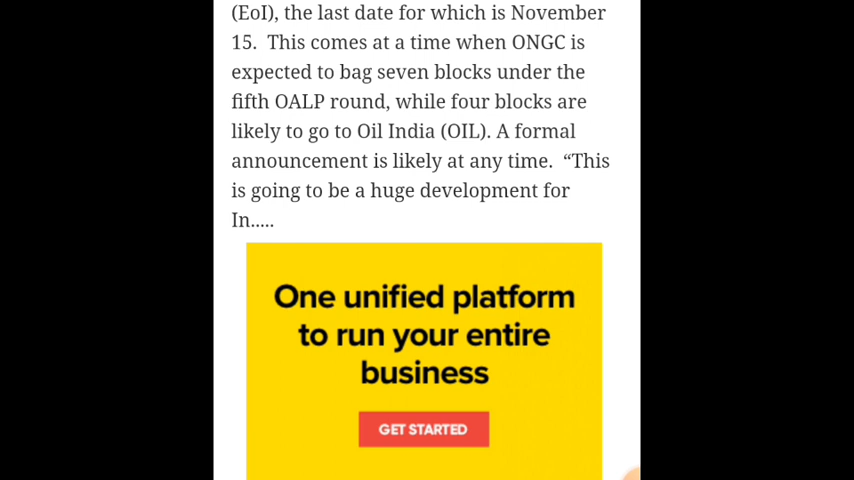 (EoI), the last date for which is November
15.  This comes at a time when ONGC is
expected to bag seven blocks under the
fifth OALP round, while four blocks are
likely to go to Oil India (OIL). A formal
announcement is likely at any time.  “This
is going to be a huge development for
In.....
One unified platform
to run your entire
business
GET STARTED